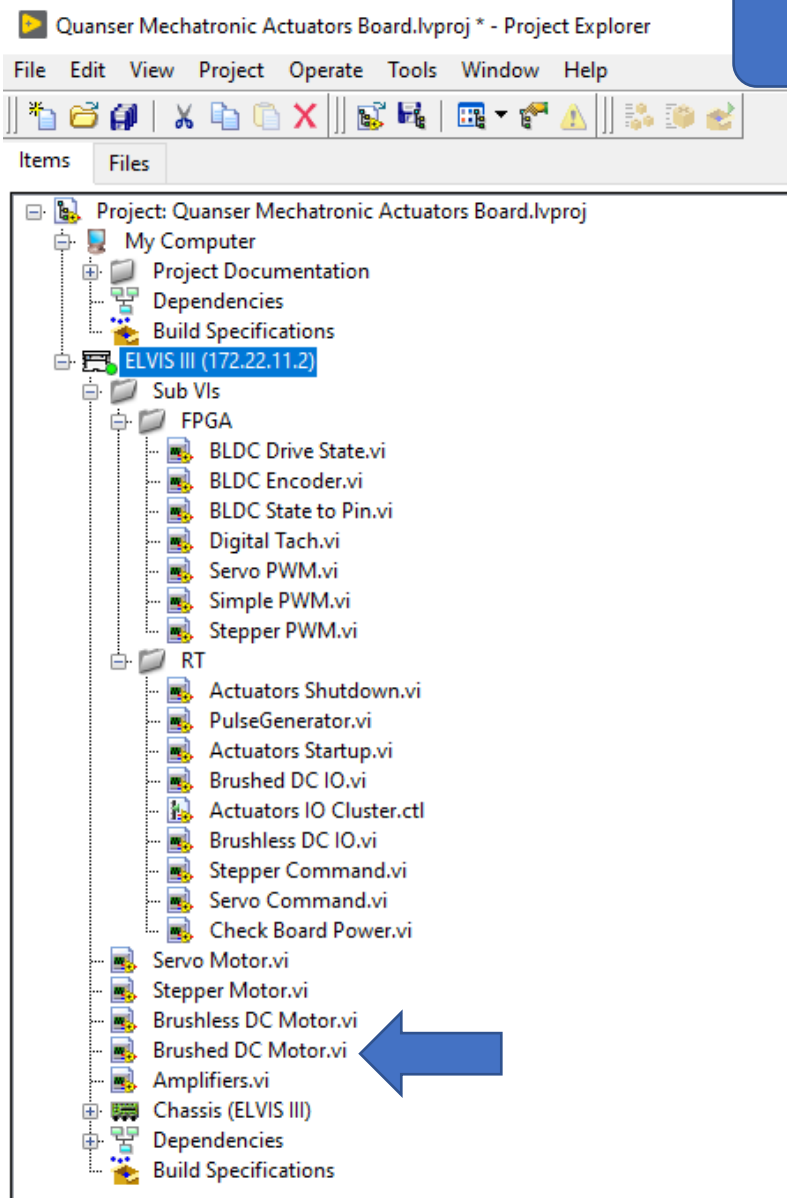 Quanser Mechatronic Actuators Board.lvproj * - Project Explorer
File Edit View Project Operate Tools Window Help
Items Files
Project: Quanser Mechatronic Actuators Board.lvproj
My Computer
Project Documentation
Dependencies
Build Specifications
ELVIS III (172.22.11.2)
Sub VIs
FPGA
BLDC Drive State.vi
BLDC Encoder.vi
BLDC State to Pin.vi
Digital Tach.vi
Servo PWM.vi
Simple PWM.vi
Stepper PWM.vi
RT
Actuators Shutdown.vi
PulseGenerator.vi
Actuators Startup.vi
Brushed DC IO.vi
Actuators IO Cluster.ctl
Brushless DC IO.vi
Stepper Command.vi
Servo Command.vi
Check Board Power.vi
Servo Motor.vi
Stepper Motor.vi
Brushless DC Motor.vi
Brushed DC Motor.vi
Amplifiers.vi
Chassis (ELVIS III)
Dependencies
Build Specifications